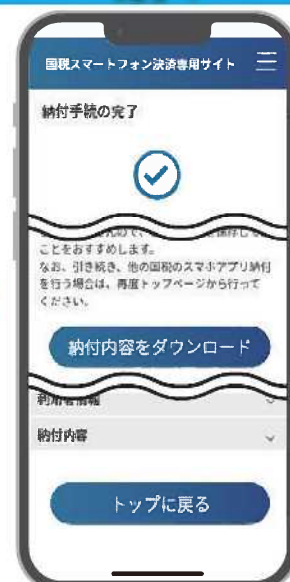 国税スマートフォン決済専用サイト
納付手続の完了
ことをおすすめします。
なお、引き続き、他の国税のスマホアプリ納付
を行う場合は、再度トップページから行って
ください。
納付内容をダウンロード
利用者情報
納付内容
トップに戻る